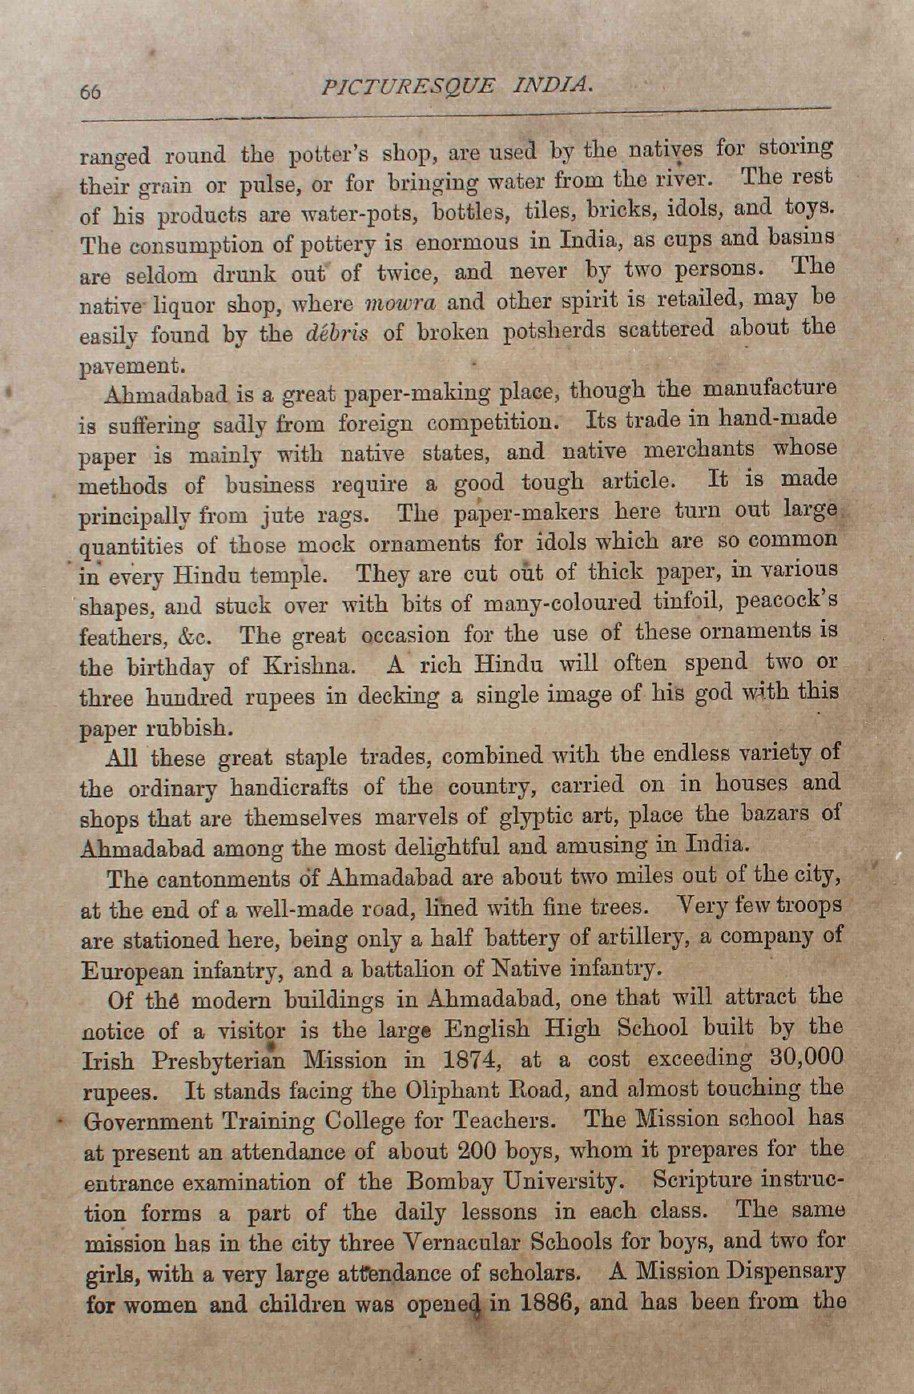 66
PICTURESQUE INDIA.
ranged round the potter's shop, are used by the natives for storing
their grain or pulse, or for bringing water from the river. The rest
of his products are water-pots, bottles, tiles, bricks, idols, and toys.
The consumption of pottery is enormous in India, as cups and basins
are seldom drunk out of twice, and never by two persons. The
native liquor shop, where mowra and other spirit is retailed, may be
easily found by the débris of broken potsherds scattered about the
pavement.
Ahmadabad is a great paper-making place, though the manufacture
is suffering sadly from foreign competition. Its trade in hand-made
paper is mainly with native states, and native merchants whose
methods of business require a good tough article. It is made
principally from jute rags. The paper-makers here turn out large
quantities of those mock ornaments for idols which are so common
in every Hindu temple. They are cut out of thick paper, in various
shapes, and stuck over with bits of many-coloured tinfoil, peacock's
feathers, &c. The great occasion for the use of these ornaments is
the birthday of Krishna. A rich Hindu will often spend two or
three hundred rupees in decking a single image of his god with this
paper rubbish.
All these great staple trades, combined with the endless variety of
the ordinary handicrafts of the country, carried on in houses and
shops that are themselves marvels of glyptic art, place the bazars of
Ahmadabad among the most delightful and amusing in India.
The cantonments of Ahmadabad are about two miles out of the city,
at the end of a well-made road, lined with fine trees. Very few troops
are stationed here, being only a half battery of artillery, a company of
European infantry, and a battalion of Native infantry.
Of the modern buildings in Ahmadabad, one that will attract the
notice of a visitor is the large English High School built by the
Irish Presbyterian Mission in 1874, at a cost exceeding 30,000
rupees. It stands facing the Oliphant Road, and almost touching the
Government Training College for Teachers. The Mission school has
at present an attendance of about 200 boys, whom it prepares for the
entrance examination of the Bombay University. Scripture instruc-
tion forms a part of the daily lessons in each class. The same
mission has in the city three Vernacular Schools for boys, and two for
girls, with a very large attendance of scholars. A Mission Dispensary
for women and children was opened in 1886, and has been from the